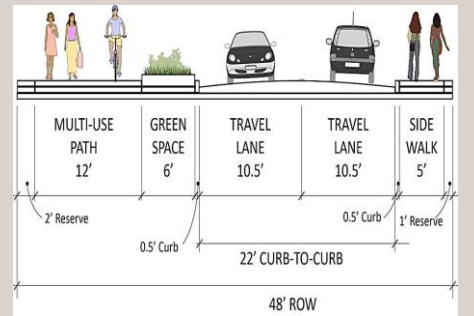 MULTI-USE
PATH
12'
GREEN
SPACE
6'
TRAVEL
LANE
10.5'
TRAVEL
LANE
10.5'
SIDE
WALK
5'
2' Reserve
0.5' Curb
0.5' Curb
1' Reserve
22' CURB-TO-CURB
48' ROW